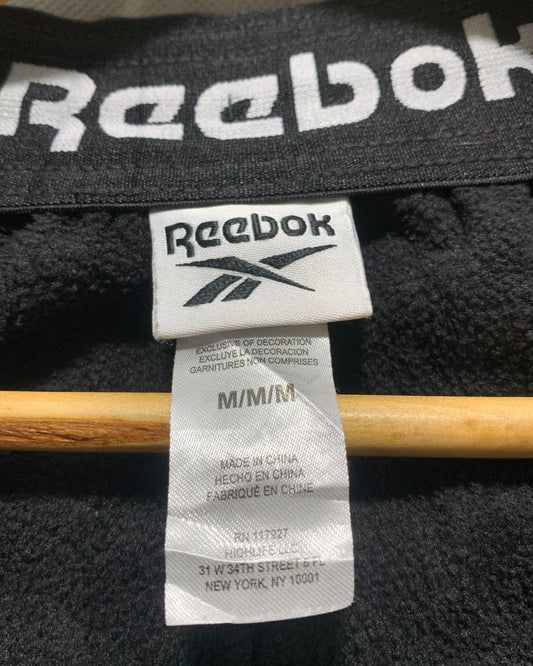 Reebok
Reebok
EXCLUSIVE OF DECORATION
EXCLUYE LA DECORACION
GARNITURES NON COMPRISES
M/M/M
MADE IN CHINA
HECHO EN CHINA
FABRIQUÉ EN CHINE
RN 117927
HIGHLIFE LLC
31 W 34TH STREET 8 FL
NEW YORK, NY 10001